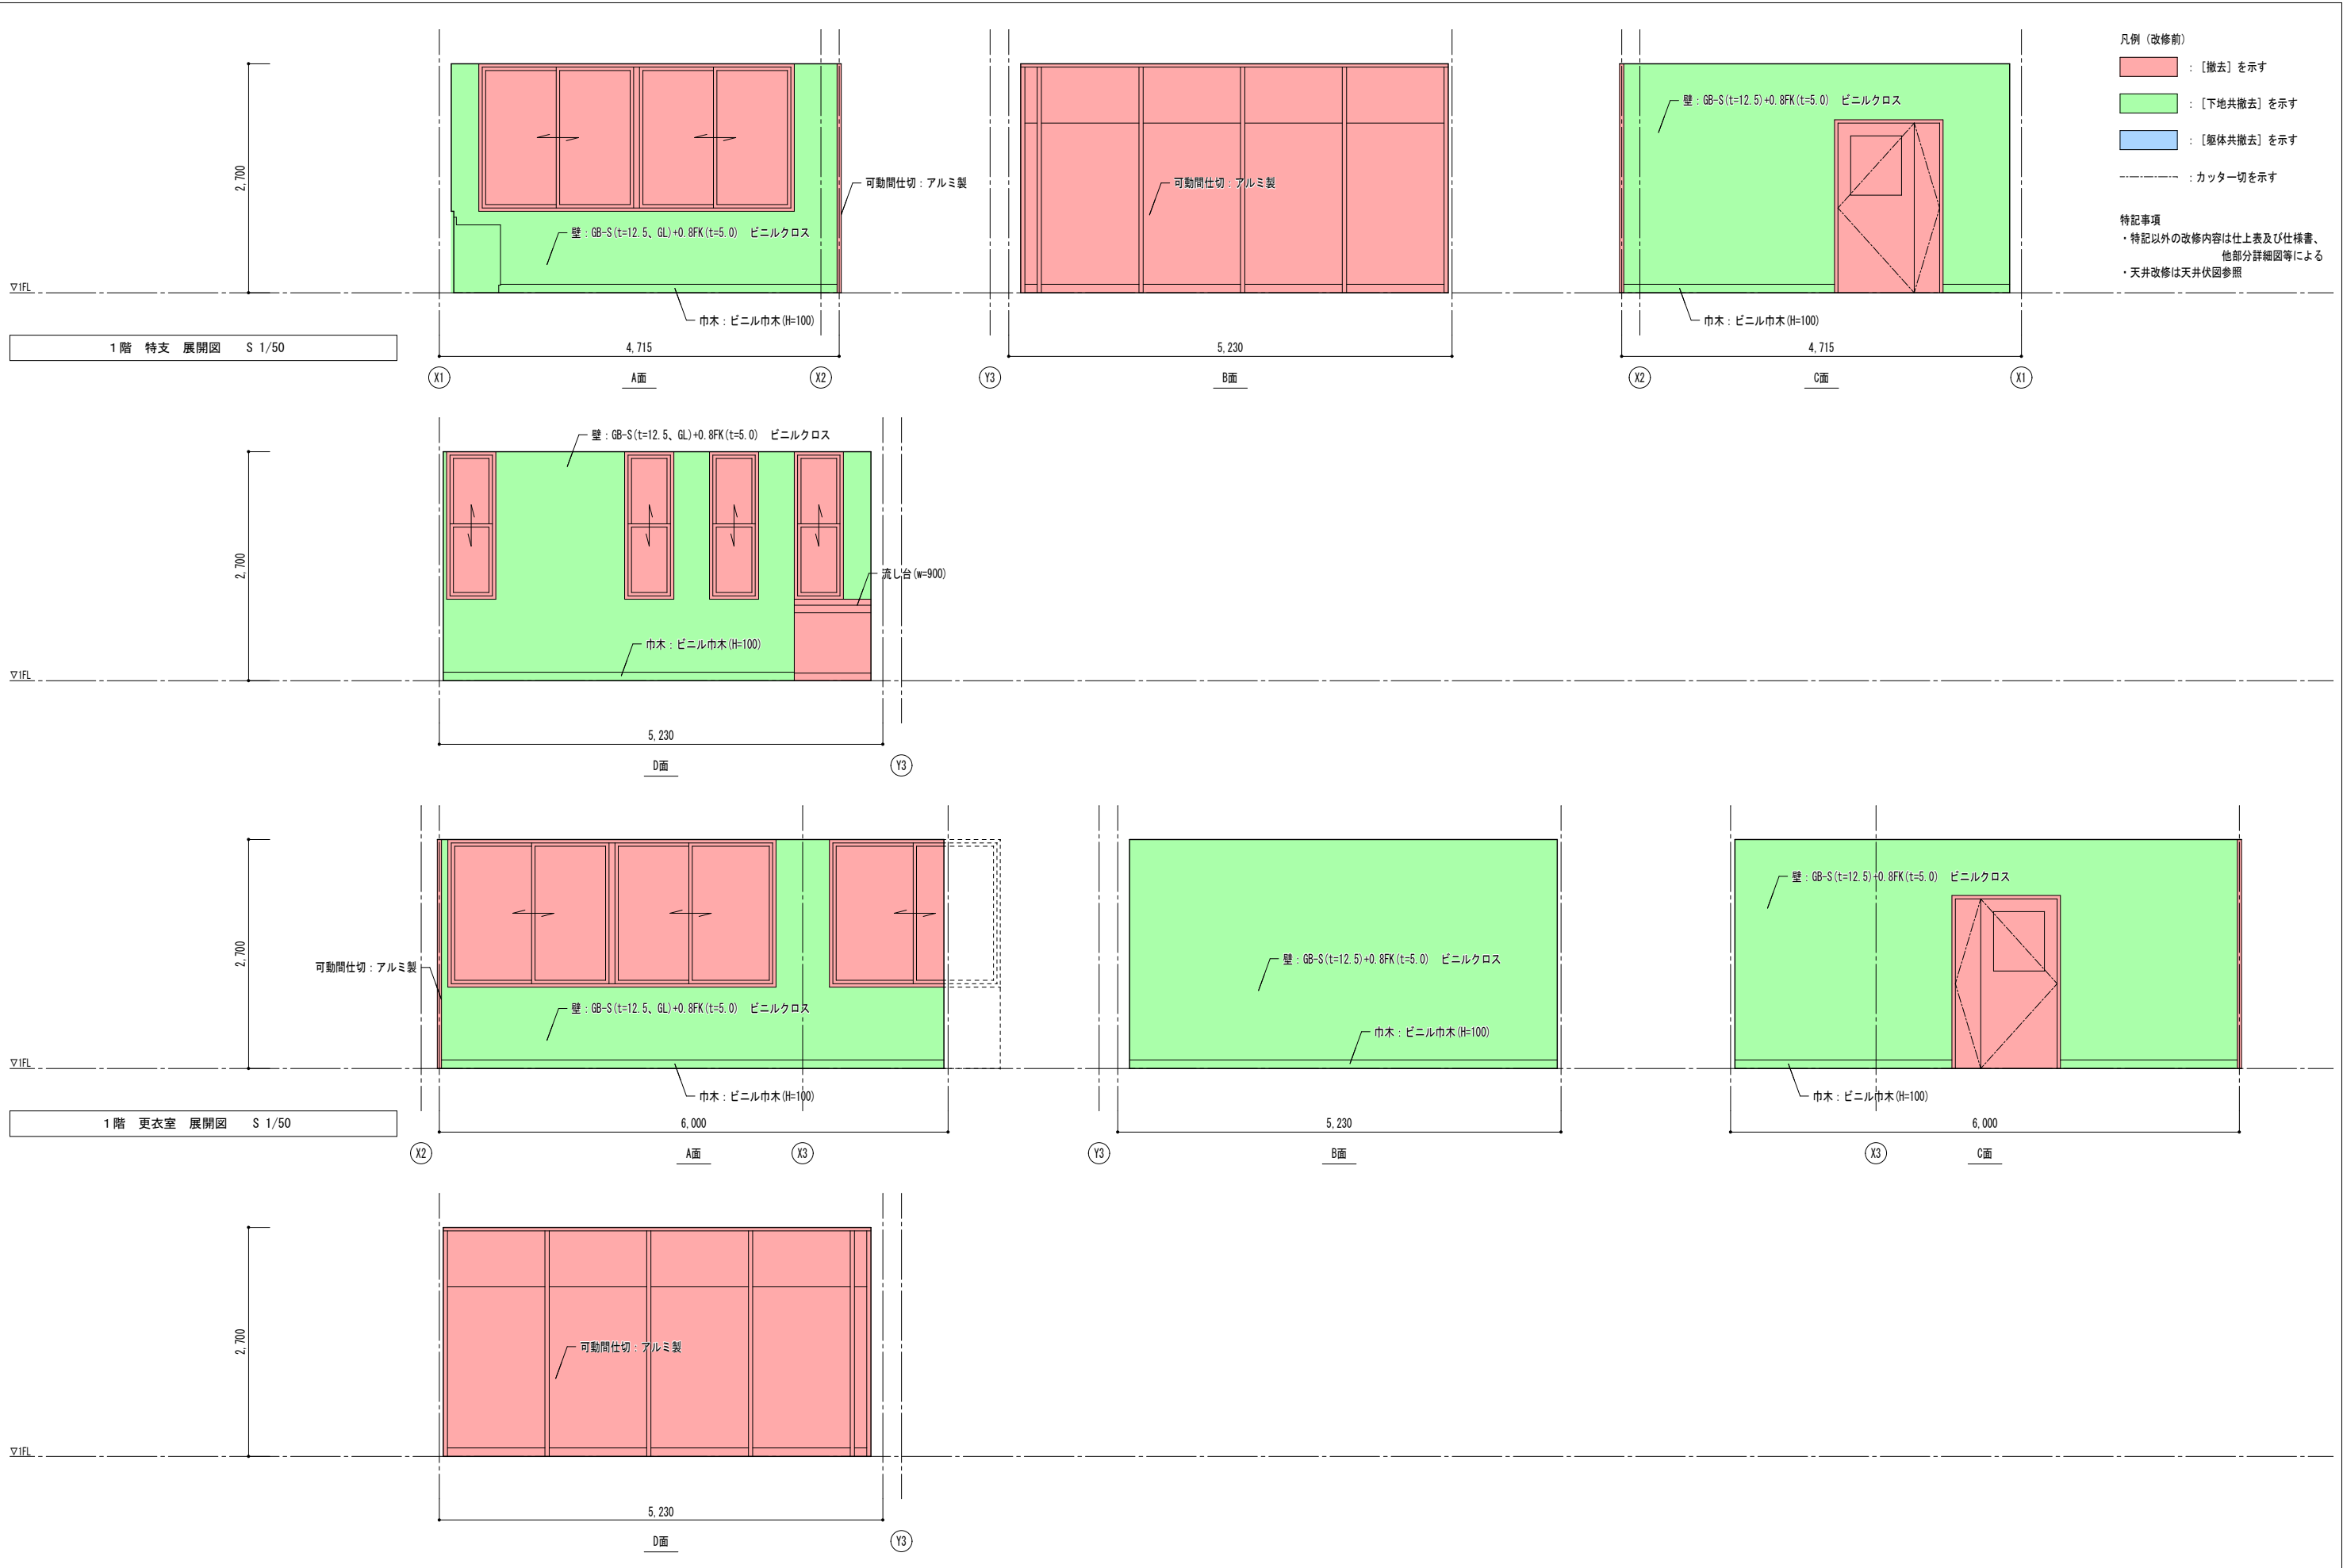 凡例（改修前）
：［撤去］を示す
：［下地共撤去］を示す
：［躯体共撤去］を示す
：カッター切を示す
特記事項
・特記以外の改修内容は仕上表及び仕様書、
他部分詳細図等による
・天井改修は天井伏図参照
2,700
▽1FL
1階　特支　展開図　　S 1/50
可動間仕切：アルミ製
壁：GB-S(t=12.5、GL)+0.8FK(t=5.0)　ビニルクロス
巾木：ビニル巾木(H=100)
4,715
X1
A面
X2
可動間仕切：アルミ製
5,230
Y3
B面
壁：GB-S(t=12.5)+0.8FK(t=5.0)　ビニルクロス
巾木：ビニル巾木(H=100)
4,715
X2
C面
X1
壁：GB-S(t=12.5、GL)+0.8FK(t=5.0)　ビニルクロス
2,700
流し台(w=900)
巾木：ビニル巾木(H=100)
▽1FL
5,230
D面
Y3
2,700
可動間仕切：アルミ製
壁：GB-S(t=12.5、GL)+0.8FK(t=5.0)　ビニルクロス
▽1FL
巾木：ビニル巾木(H=100)
1階　更衣室　展開図　　S 1/50
6,000
X2
A面
X3
壁：GB-S(t=12.5)+0.8FK(t=5.0)　ビニルクロス
巾木：ビニル巾木(H=100)
5,230
Y3
B面
壁：GB-S(t=12.5)+0.8FK(t=5.0)　ビニルクロス
巾木：ビニル巾木(H=100)
6,000
X3
C面
2,700
可動間仕切：アルミ製
▽1FL
5,230
D面
Y3